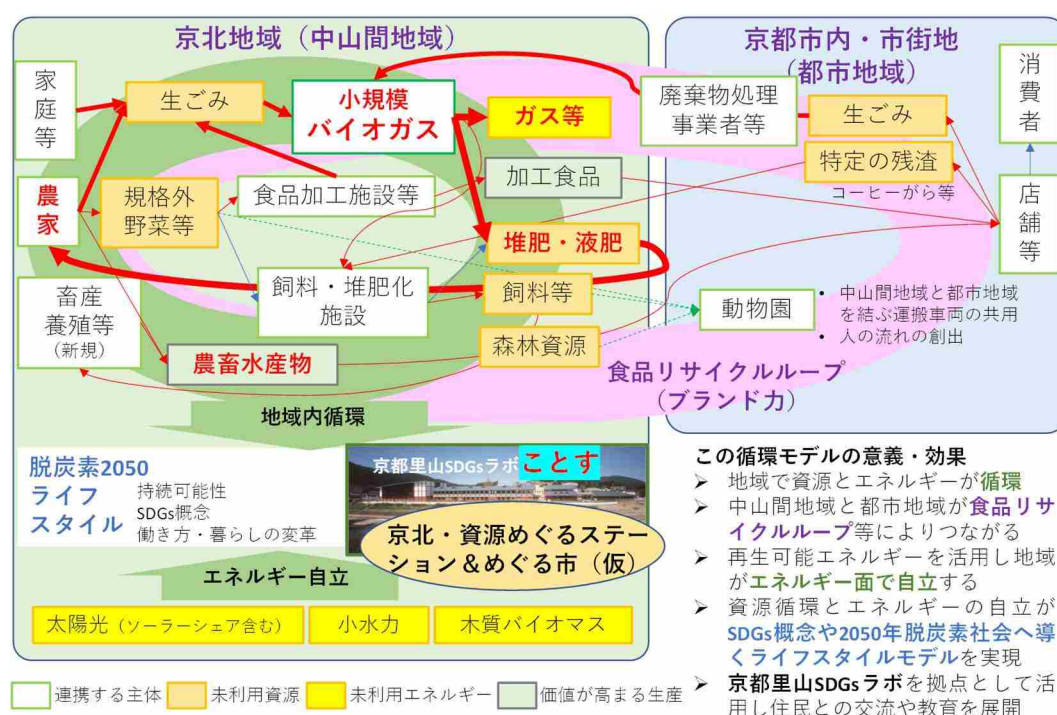 京北地域（中山間地域）
京都市内・市街地
（都市地域）
家
庭
等
生ごみ
小規模
バイオガス
ガス等
廃棄物処理
事業者等
生ごみ
消
費
者
特定の残渣
コーヒーがら等
農
家
規格外
野菜等
食品加工施設等
加工食品
店
舗
等
堆肥・液肥
畜産
養殖等
（新規）
飼料・堆肥化
施設
飼料等
動物園
• 中山間地域と都市地域
を結ぶ運搬車両の共用
• 人の流れの創出
森林資源
農畜水産物
食品リサイクルループ
（ブランド力）
地域内循環
脱炭素2050
ライフ
スタイル
持続可能性
SDGs概念
働き方・暮らしの変革
京都里山SDGsラボ ことす
京北・資源めぐるステー
ション＆めぐる市（仮）
エネルギー自立
太陽光（ソーラーシェア含む）
小水力
木質バイオマス
この循環モデルの意義・効果
➢ 地域で資源とエネルギーが循環
➢ 中山間地域と都市地域が食品リサ
イクルループ等によりつながる
➢ 再生可能エネルギーを活用し地域
がエネルギー面で自立する
➢ 資源循環とエネルギーの自立が
SDGs概念や2050年脱炭素社会へ導
くライフスタイルモデルを実現
➢ 京都里山SDGsラボを拠点として活
用し住民との交流や教育を展開
連携する主体
未利用資源
未利用エネルギー
価値が高まる生産